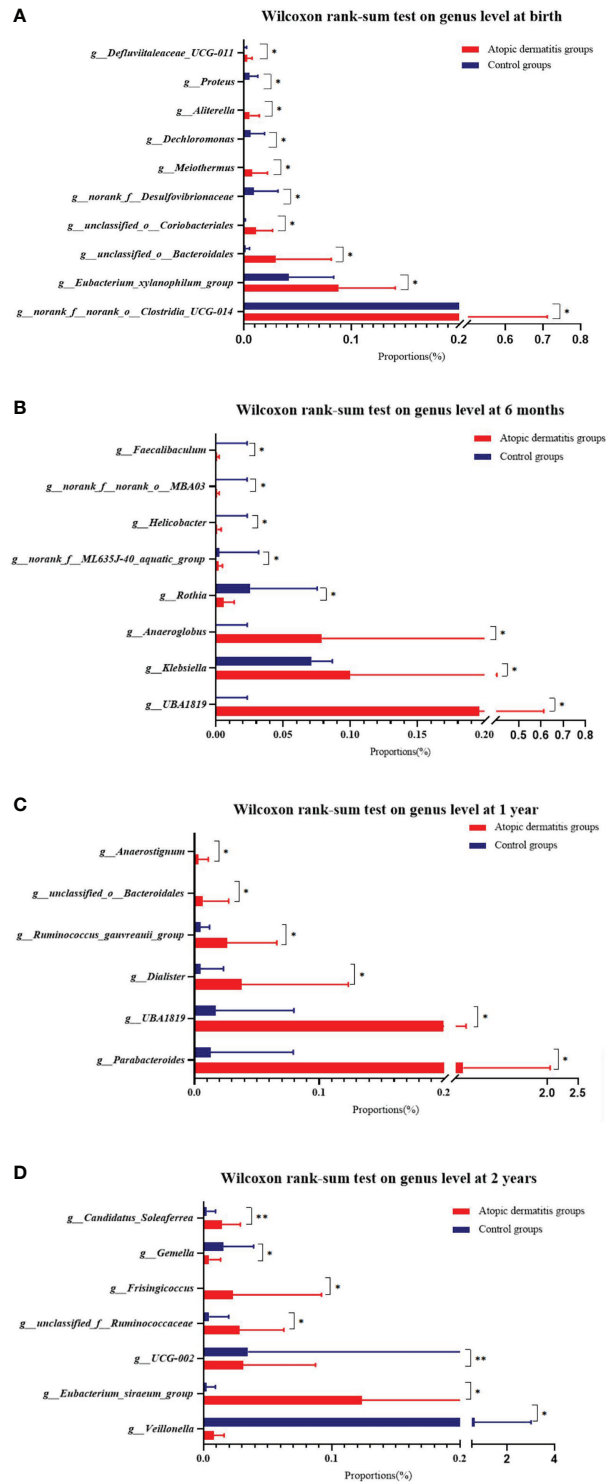 A
Wilcoxon rank-sum test on genus level at birth
Atopic dermatitis groups
Control groups
g__Defluviitaleaceae_UCG-011 *
g__Proteus *
g__Aliterella *
g__Dechloromonas *
g__Meiothermus *
g__norank_f__Desulfovibrionaceae *
g__unclassified_o__Coriobacteriales *
g__unclassified_o__Bacteroidales *
g__Eubacterium_xylanophilum_group *
g__norank_f__norank_o__Clostridia_UCG-014 *
0.0 0.1 0.2 0.5 0.6 0.7 0.8
Proportions(%)
B
Wilcoxon rank-sum test on genus level at 6 months
Atopic dermatitis groups
Control groups
g__Faecalibaculum *
g__norank_f__norank_o__MBA03 *
g__Helicobacter *
g__norank_f__ML635J-40_aquatic_group *
g__Rothia *
g__Anaeroglobus *
g__Klebsiella *
g__UBA1819 *
0.00 0.05 0.10 0.15 0.20 0.5 0.6 0.7 0.8
Proportions(%)
C
Wilcoxon rank-sum test on genus level at 1 year
Atopic dermatitis groups
Control groups
g__Anaerostignum *
g__unclassified_o__Bacteroidales *
g__Ruminococcus_gauvreauii_group *
g__Dialister *
g__UBA1819 *
g__Parabacteroides *
0.0 0.1 0.2 2.0 2.5
Proportions(%)
D
Wilcoxon rank-sum test on genus level at 2 years
Atopic dermatitis groups
Control groups
g__Candidatus_Soleaferrea **
g__Gemella *
g__Frisingicoccus *
g__unclassified_f__Ruminococcaceae *
g__UCG-002 **
g__Eubacterium_siraeum_group *
g__Veillonella *
0.0 0.1 0.2 2 4
Proportions(%)